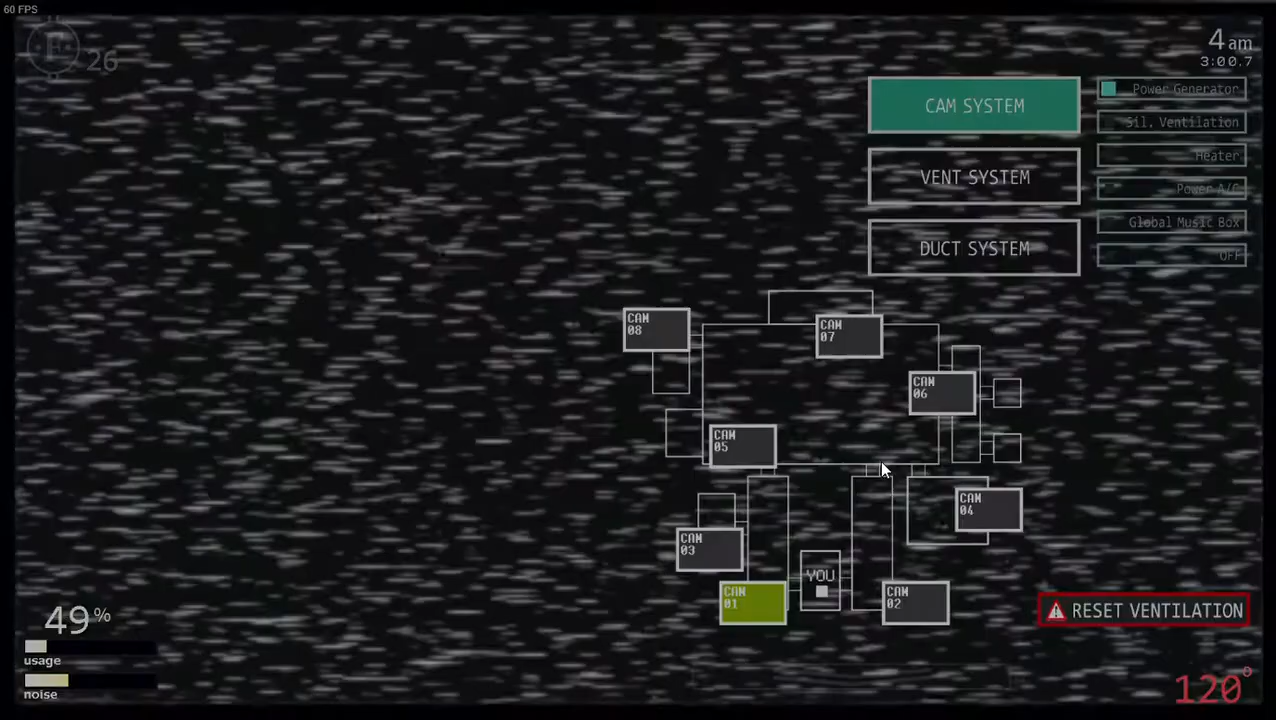 60 FPS
F 26
4 am
3:00.7
CAM SYSTEM
VENT SYSTEM
DUCT SYSTEM
Power Generator
Sil. Ventilation
Heater
Power A/C
Global Music Box
OFF
CAM
08
CAM
07
CAM
06
CAM
05
CAM
04
CAM
03
YOU
CAM
01
CAM
02
RESET VENTILATION
49%
usage
noise
120°